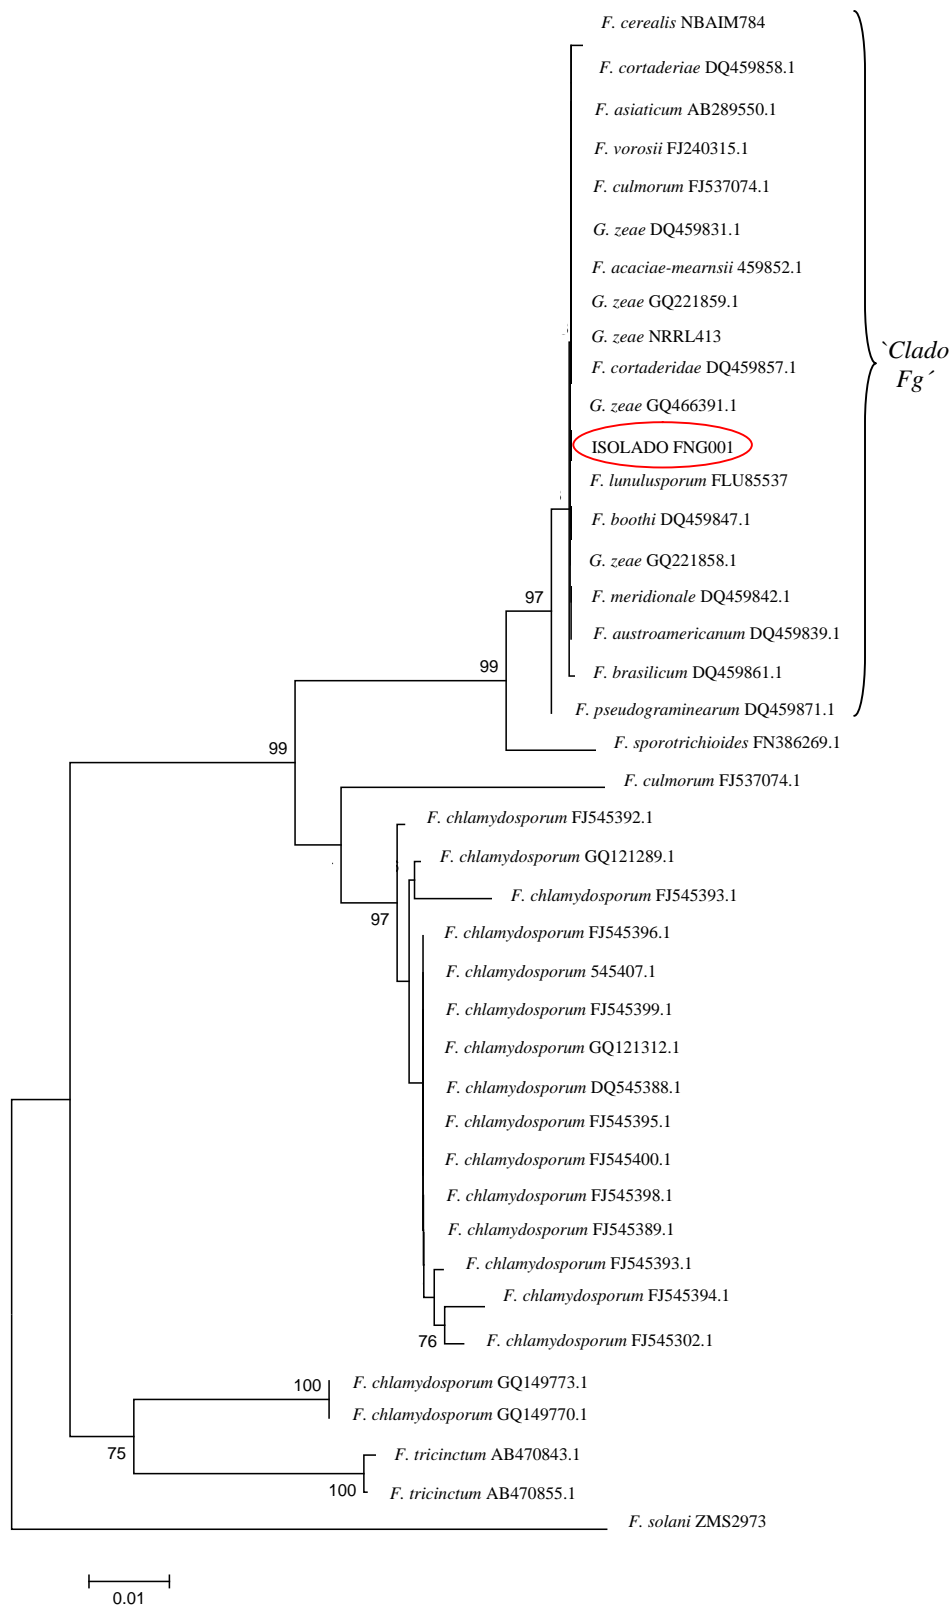 F. cerealis NBAIM784
F. cortaderiae DQ459858.1
F. asiaticum AB289550.1
F. vorosii FJ240315.1
F. culmorum FJ537074.1
G. zeae DQ459831.1
F. acaciae-mearnsii 459852.1
G. zeae GQ221859.1
G. zeae NRRL413
F. cortaderidae DQ459857.1
G. zeae GQ466391.1
ISOLADO FNG001
F. lunulusporum FLU85537
F. boothi DQ459847.1
G. zeae GQ221858.1
F. meridionale DQ459842.1
F. austroamericanum DQ459839.1
F. brasilicum DQ459861.1
F. pseudograminearum DQ459871.1
`Clado
Fg´
97
99
99
F. sporotrichioides FN386269.1
F. culmorum FJ537074.1
F. chlamydosporum FJ545392.1
F. chlamydosporum GQ121289.1
F. chlamydosporum FJ545393.1
97
F. chlamydosporum FJ545396.1
F. chlamydosporum 545407.1
F. chlamydosporum FJ545399.1
F. chlamydosporum GQ121312.1
F. chlamydosporum DQ545388.1
F. chlamydosporum FJ545395.1
F. chlamydosporum FJ545400.1
F. chlamydosporum FJ545398.1
F. chlamydosporum FJ545389.1
F. chlamydosporum FJ545393.1
F. chlamydosporum FJ545394.1
76
F. chlamydosporum FJ545302.1
100
F. chlamydosporum GQ149773.1
F. chlamydosporum GQ149770.1
75
F. tricinctum AB470843.1
100
F. tricinctum AB470855.1
F. solani ZMS2973
0.01